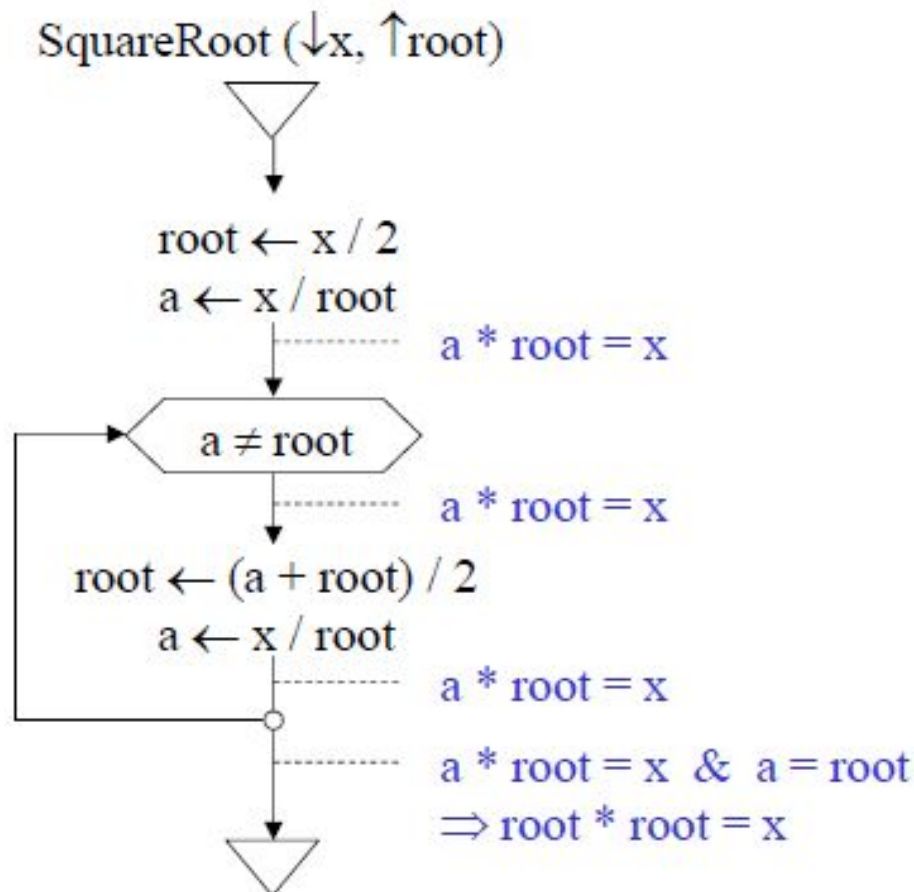 SquareRoot (↓x, ↑root)
root ← x / 2
a ← x / root
a * root = x
a ≠ root
a * root = x
root ← (a + root) / 2
a ← x / root
a * root = x
a * root = x & a = root
⇒ root * root = x